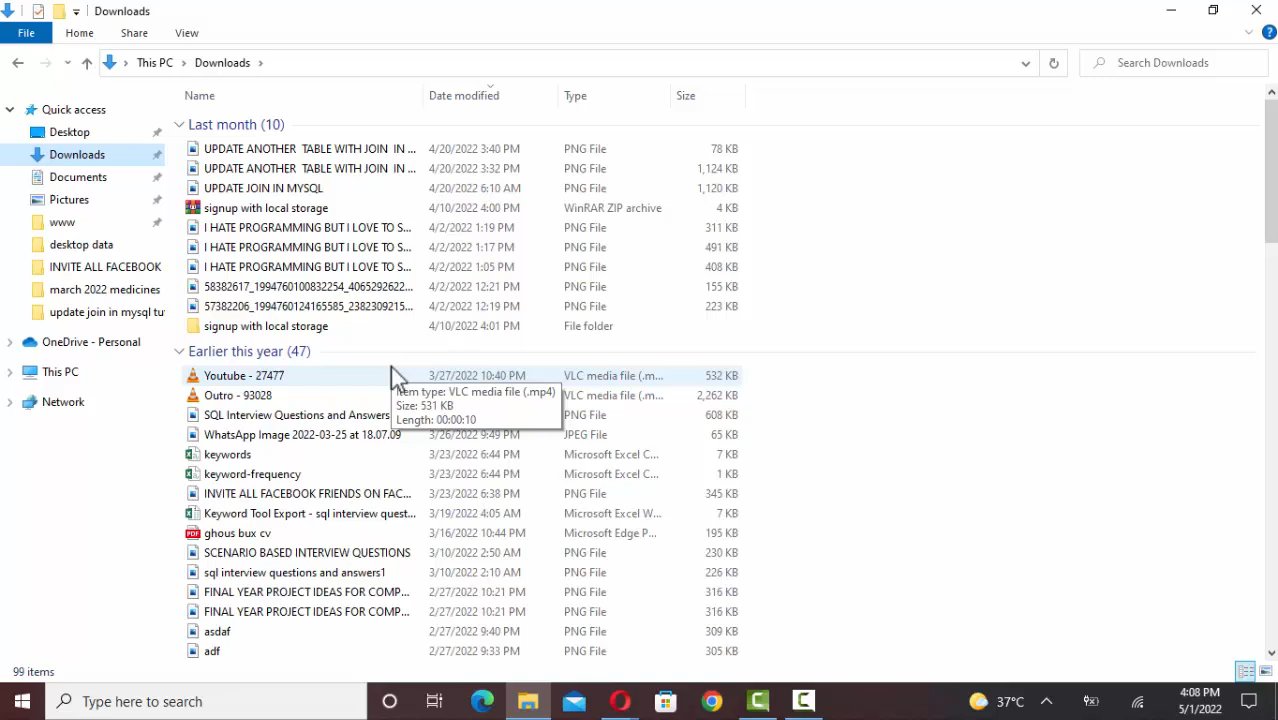 Downloads
File Home Share View
This PC Downloads Search Downloads
Name Date modified Type Size
Quick access
Desktop
Downloads
Documents
Pictures
www
desktop data
INVITE ALL FACEBOOK
march 2022 medicines
update join in mysql tu
OneDrive - Personal
This PC
Network
Last month (10)
UPDATE ANOTHER TABLE WITH JOIN IN ... 4/20/2022 3:40 PM PNG File 78 KB
UPDATE ANOTHER TABLE WITH JOIN IN ... 4/20/2022 3:32 PM PNG File 1,124 KB
UPDATE JOIN IN MYSQL 4/20/2022 6:10 AM PNG File 1,120 KB
signup with local storage 4/10/2022 4:00 PM WinRAR ZIP archive 4 KB
I HATE PROGRAMMING BUT I LOVE TO S... 4/2/2022 1:19 PM PNG File 311 KB
I HATE PROGRAMMING BUT I LOVE TO S... 4/2/2022 1:17 PM PNG File 491 KB
I HATE PROGRAMMING BUT I LOVE TO S... 4/2/2022 1:05 PM PNG File 408 KB
58382617_1994760100832254_4065292622... 4/2/2022 12:21 PM PNG File 155 KB
57382206_1994760124165585_2382309215... 4/2/2022 12:19 PM PNG File 223 KB
signup with local storage 4/10/2022 4:01 PM File folder
Earlier this year (47)
Youtube - 27477 3/27/2022 10:40 PM VLC media file (.m... 532 KB
Outro - 93028 VLC media file (.m... 2,262 KB
Item type: VLC media file (.mp4)
Size: 531 KB
Length: 00:00:10
SQL Interview Questions and Answers PNG File 608 KB
WhatsApp Image 2022-03-25 at 18.07.09 3/26/2022 9:49 PM JPEG File 65 KB
keywords 3/23/2022 6:44 PM Microsoft Excel C... 7 KB
keyword-frequency 3/23/2022 6:44 PM Microsoft Excel C... 1 KB
INVITE ALL FACEBOOK FRIENDS ON FAC... 3/23/2022 6:38 PM PNG File 345 KB
Keyword Tool Export - sql interview quest... 3/19/2022 4:05 AM Microsoft Excel W... 7 KB
ghous bux cv 3/16/2022 10:44 PM Microsoft Edge P... 195 KB
SCENARIO BASED INTERVIEW QUESTIONS 3/10/2022 2:50 AM PNG File 230 KB
sql interview questions and answers1 3/10/2022 2:10 AM PNG File 226 KB
FINAL YEAR PROJECT IDEAS FOR COMP... 2/27/2022 10:21 PM PNG File 316 KB
FINAL YEAR PROJECT IDEAS FOR COMP... 2/27/2022 10:21 PM PNG File 316 KB
asdaf 2/27/2022 9:40 PM PNG File 309 KB
adf 2/27/2022 9:33 PM PNG File 305 KB
99 items
Type here to search 37°C 4:08 PM
5/1/2022